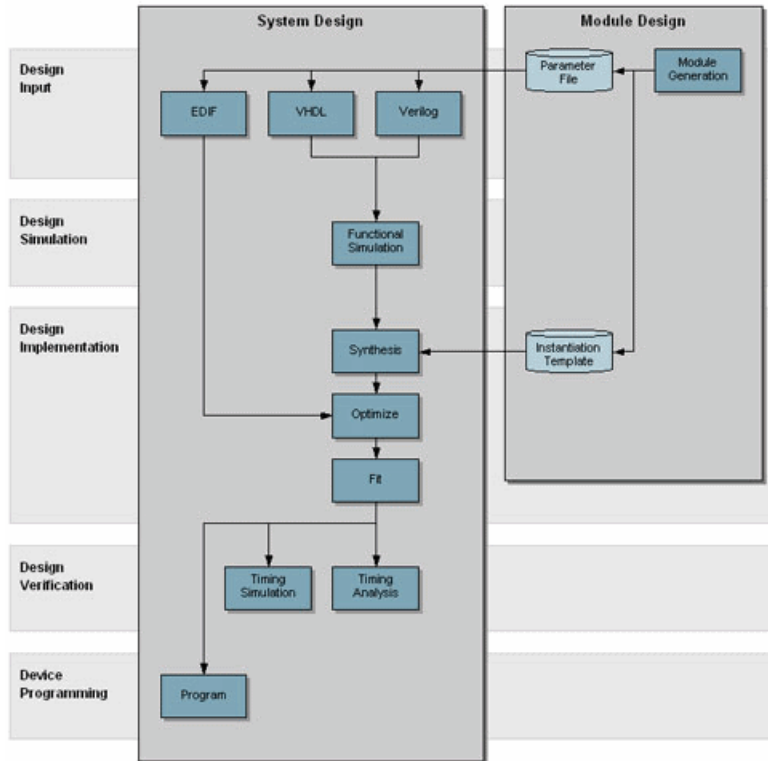 System Design
Module Design
Design
Input
Parameter
File
Module
Generation
EDIF
VHDL
Verilog
Design
Simulation
Functional
Simulation
Design
Implementation
Synthesis
Instantiation
Template
Optimize
Fit
Design
Verification
Timing
Simulation
Timing
Analysis
Device
Programming
Program